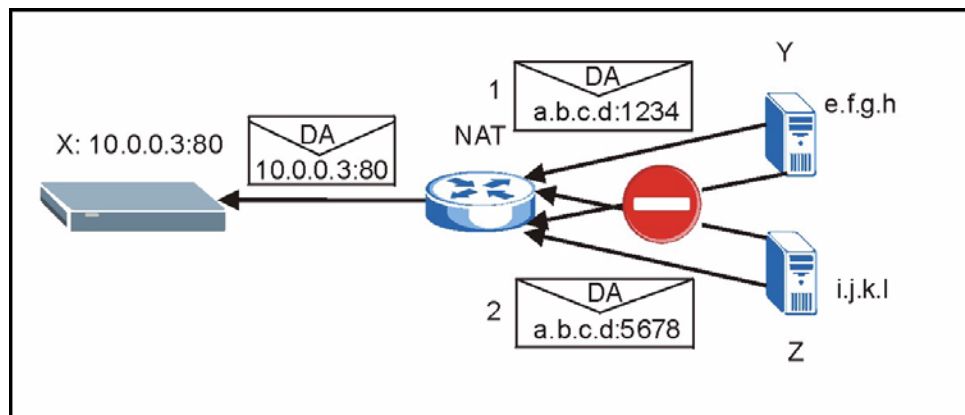 Y
1
DA
a.b.c.d:1234
e.f.g.h
X: 10.0.0.3:80
DA
10.0.0.3:80
NAT
2
DA
a.b.c.d:5678
i.j.k.l
Z